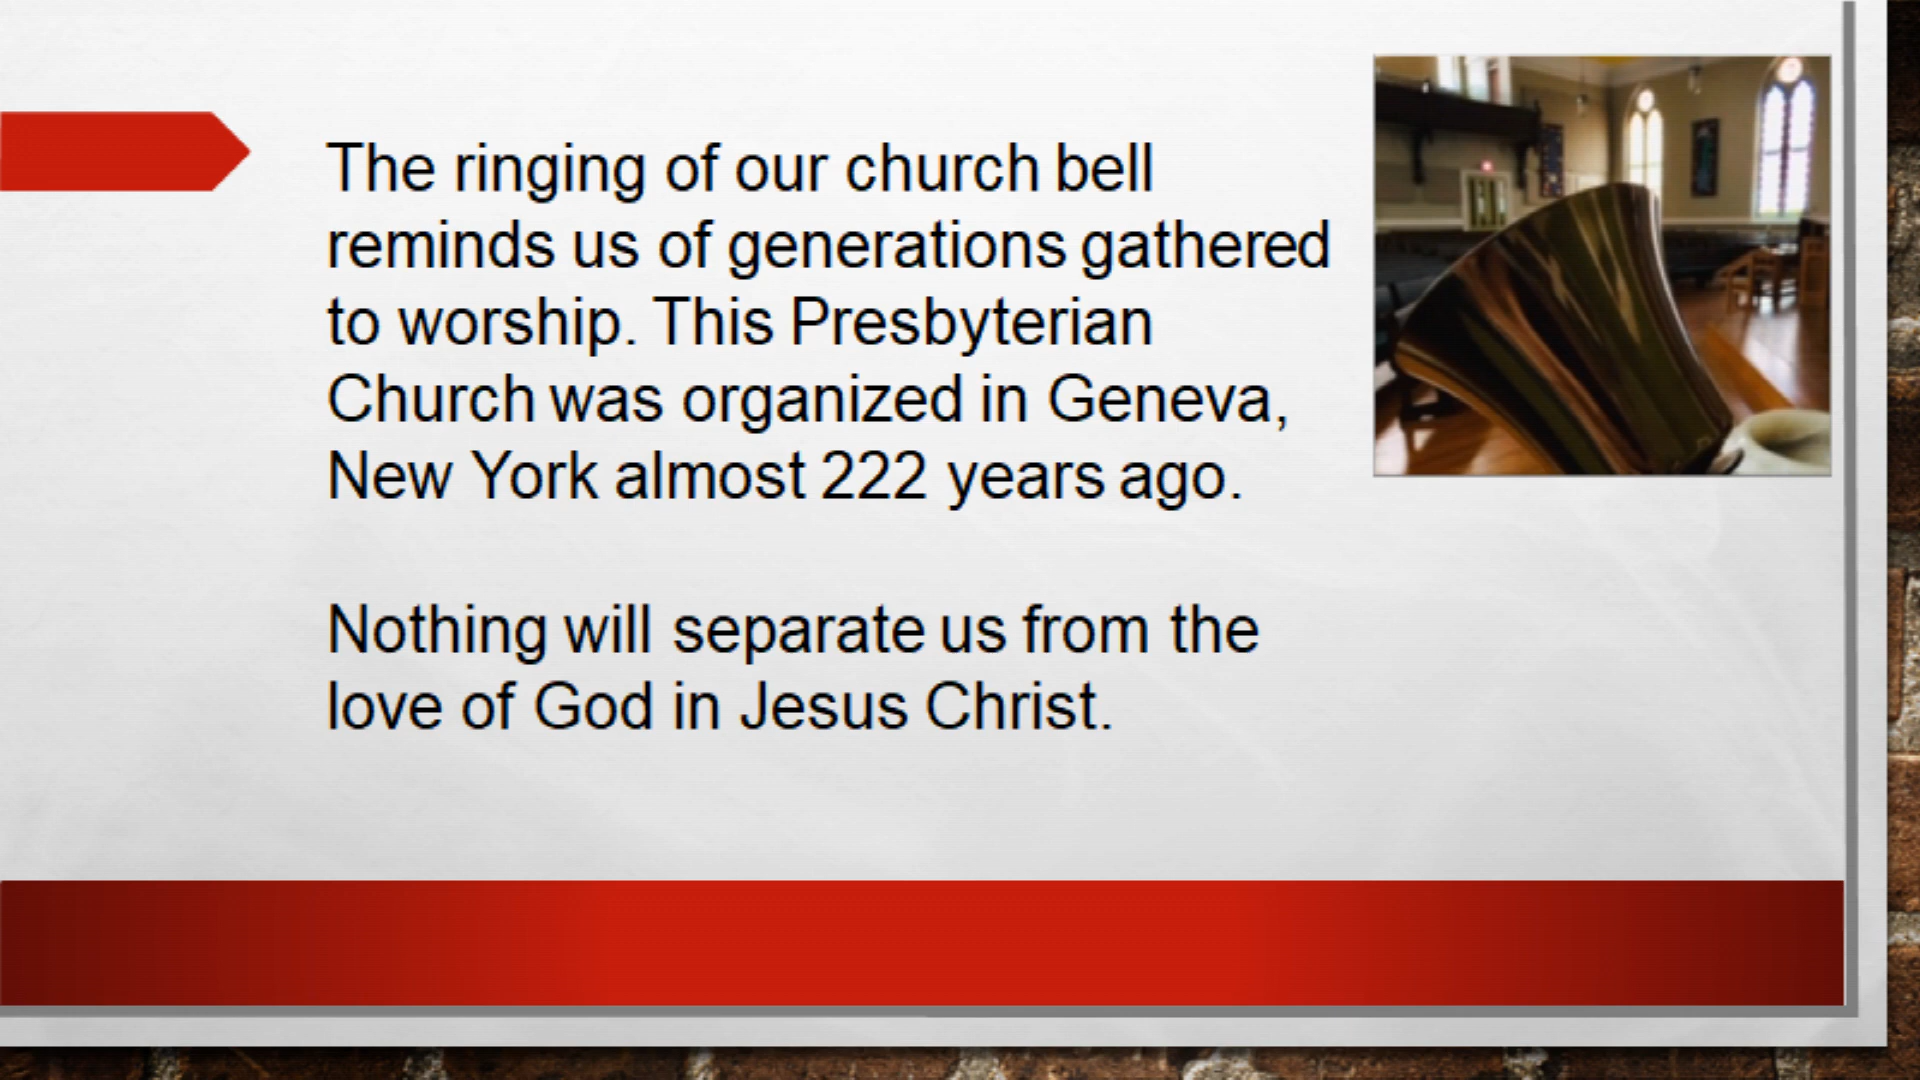 The ringing of our church bell
reminds us of generations gathered
to worship. This Presbyterian
Church was organized in Geneva,
New York almost 222 years ago.
Nothing will separate us from the
love of God in Jesus Christ.